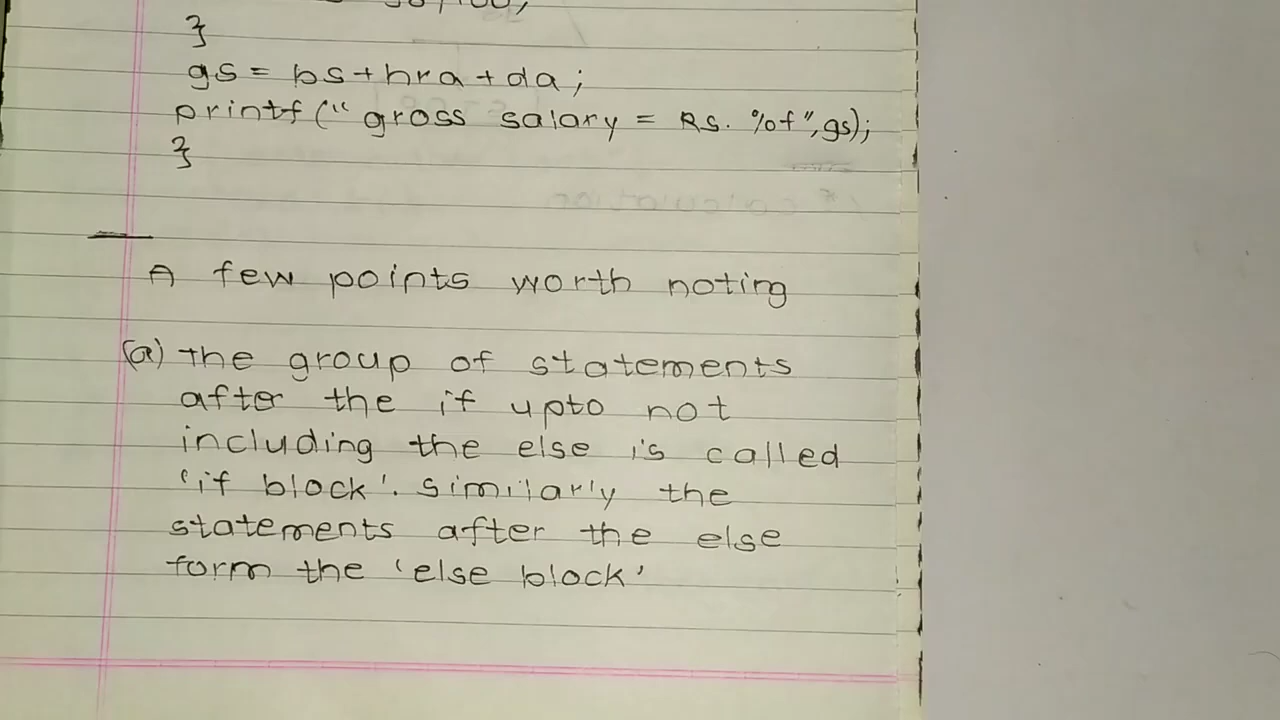 }
gs = bs+hra+da;
printf (“ gross salary = Rs. %f”,gs);
}
A few points worth noting
(a) the group of statements
after the if upto not
including the else is called
‘if block’. similarly the
statements after the else
form the ‘else block’